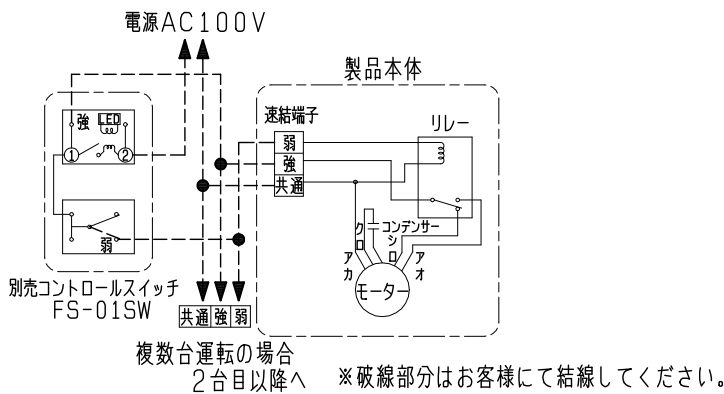 電源AC100V
製品本体
速結端子
リレー
強
LED
① ②
弱
弱
強
共通
コンデンサー
クロ
シロ
アカ
アオ
モーター
別売コントロールスイッチ
FS-01SW
共通 強 弱
複数台運転の場合
2台目以降へ
※破線部分はお客様にて結線してください。